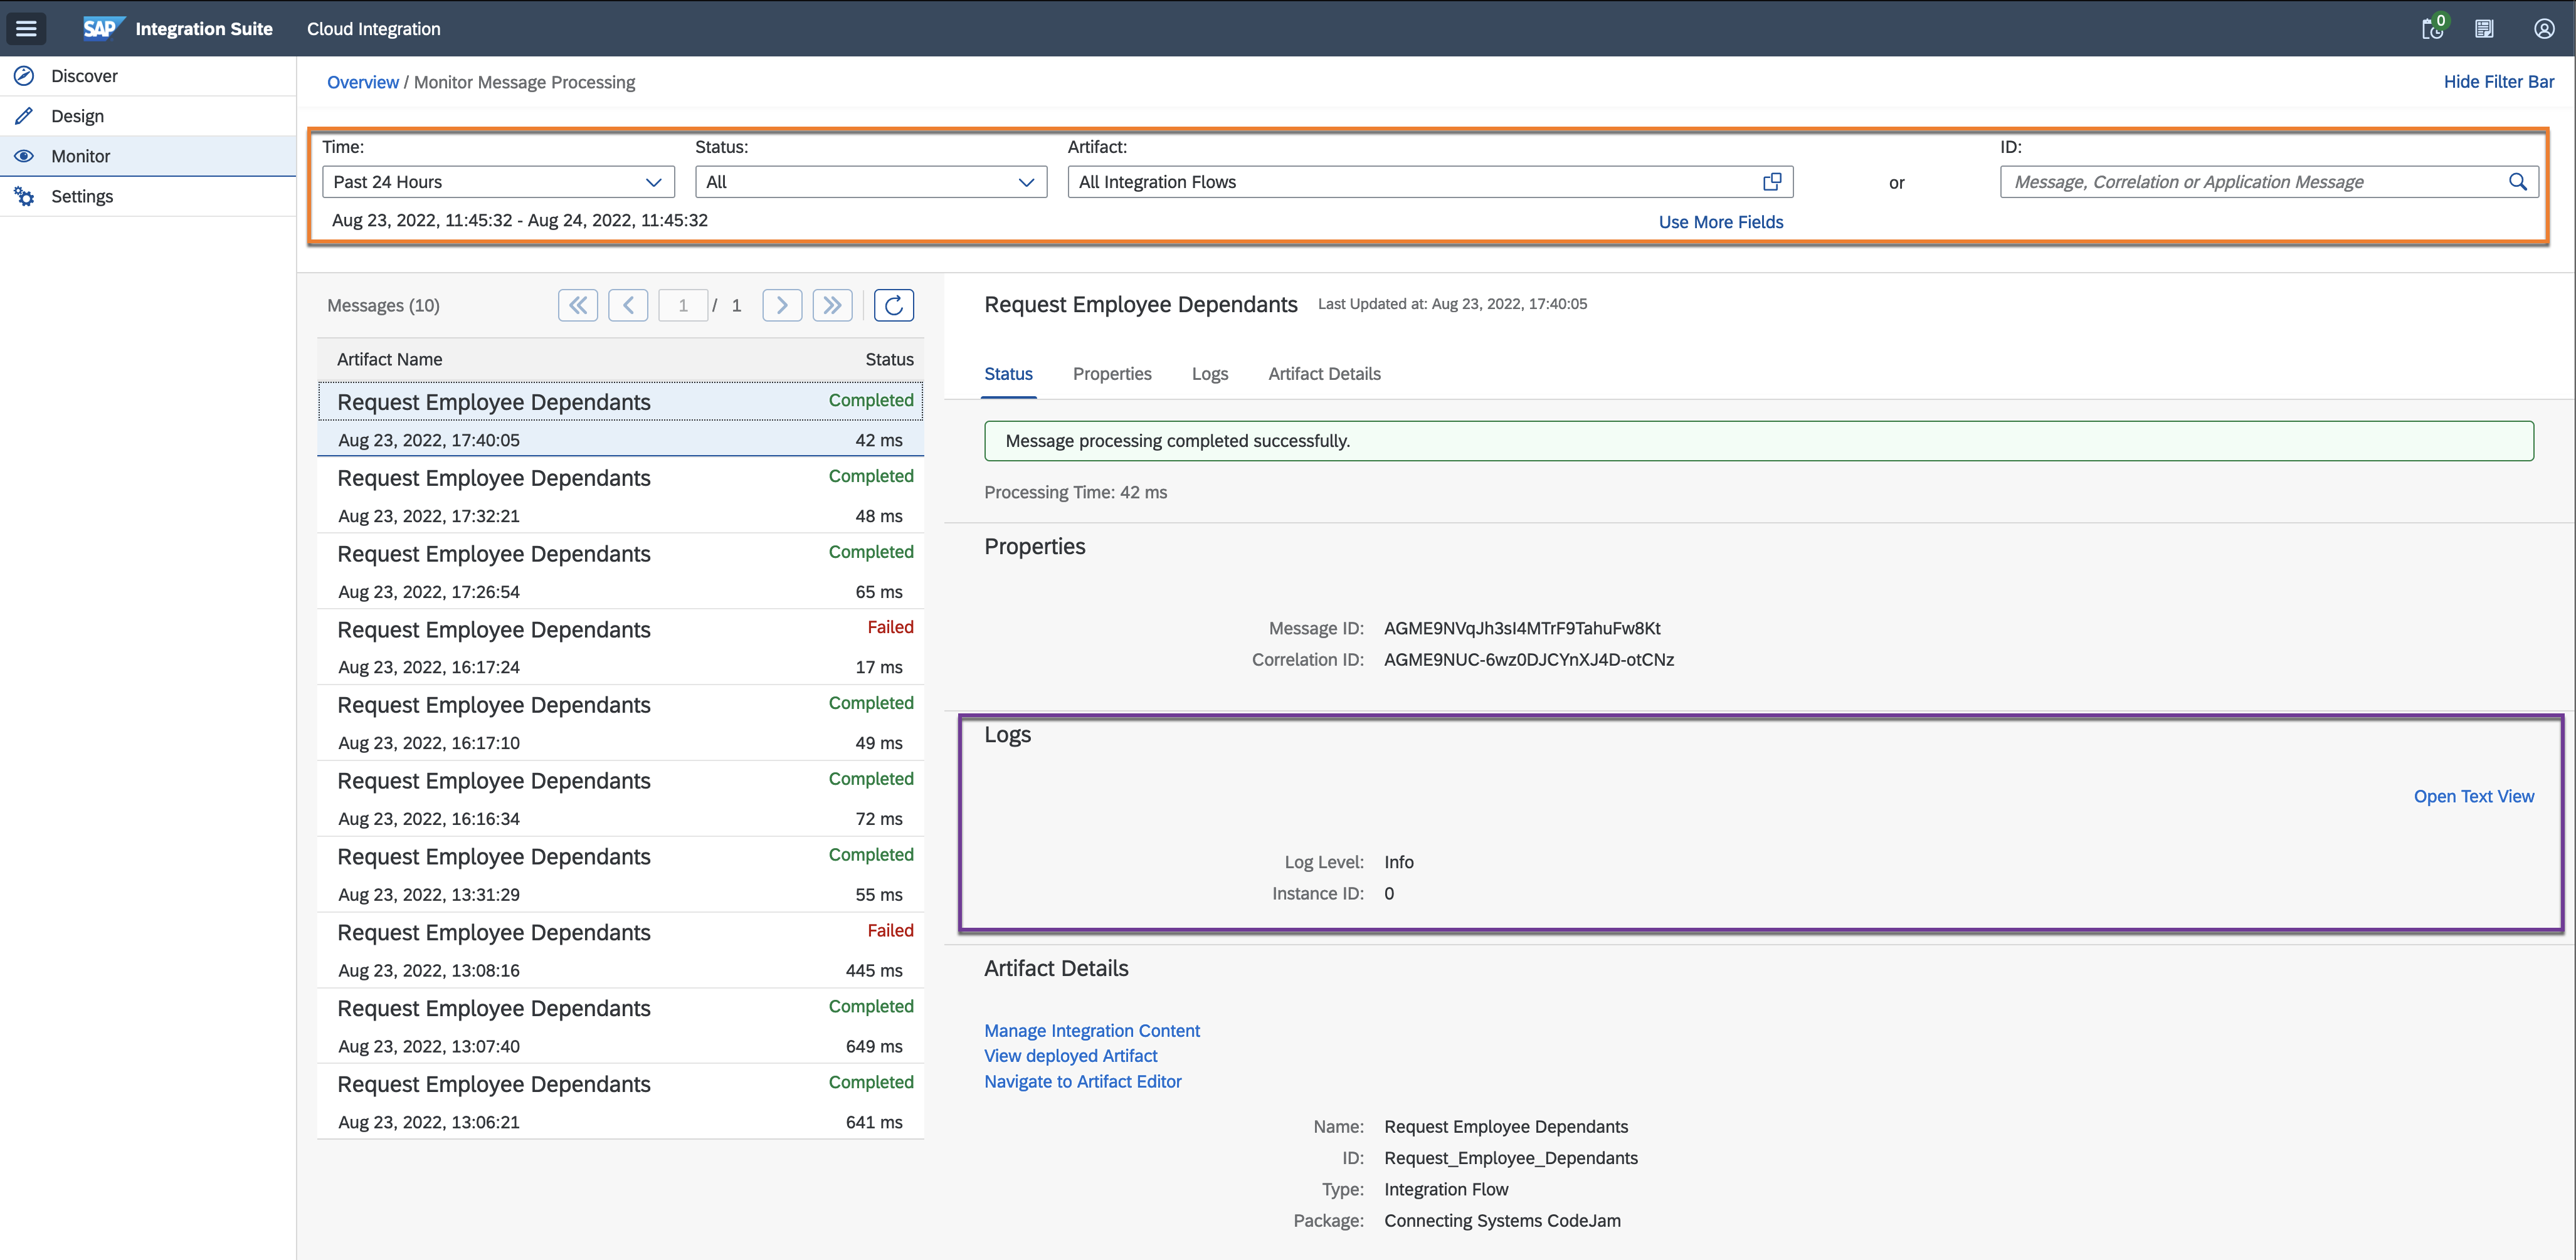 SAP Integration Suite Cloud Integration 0
Discover
Design
Monitor
Settings
Overview / Monitor Message Processing Hide Filter Bar
Time: Status: Artifact: ID:
Past 24 Hours All All Integration Flows or Message, Correlation or Application Message
Aug 23, 2022, 11:45:32 - Aug 24, 2022, 11:45:32 Use More Fields
Messages (10) 1 / 1
Artifact Name Status
Request Employee Dependants Completed
Aug 23, 2022, 17:40:05 42 ms
Request Employee Dependants Completed
Aug 23, 2022, 17:32:21 48 ms
Request Employee Dependants Completed
Aug 23, 2022, 17:26:54 65 ms
Request Employee Dependants Failed
Aug 23, 2022, 16:17:24 17 ms
Request Employee Dependants Completed
Aug 23, 2022, 16:17:10 49 ms
Request Employee Dependants Completed
Aug 23, 2022, 16:16:34 72 ms
Request Employee Dependants Completed
Aug 23, 2022, 13:31:29 55 ms
Request Employee Dependants Failed
Aug 23, 2022, 13:08:16 445 ms
Request Employee Dependants Completed
Aug 23, 2022, 13:07:40 649 ms
Request Employee Dependants Completed
Aug 23, 2022, 13:06:21 641 ms
Request Employee Dependants Last Updated at: Aug 23, 2022, 17:40:05
Status Properties Logs Artifact Details
Message processing completed successfully.
Processing Time: 42 ms
Properties
Message ID: AGME9NVqJh3sI4MTrF9TahuFw8Kt
Correlation ID: AGME9NUC-6wz0DJCYnXJ4D-otCNz
Logs
Open Text View
Log Level: Info
Instance ID: 0
Artifact Details
Manage Integration Content
View deployed Artifact
Navigate to Artifact Editor
Name: Request Employee Dependants
ID: Request_Employee_Dependants
Type: Integration Flow
Package: Connecting Systems CodeJam